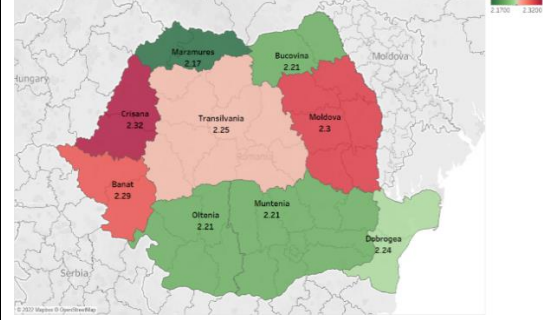 2.1700 2.3200
Maramures
2.17
Bucovina
2.21
Moldova
Hungary
Crisana
2.32
Transilvania
2.25
Moldova
2.3
Romania
Banat
2.29
Oltenia
2.21
Muntenia
2.21
Dobrogea
2.24
Serbia
© 2022 Mapbox © OpenStreetMap